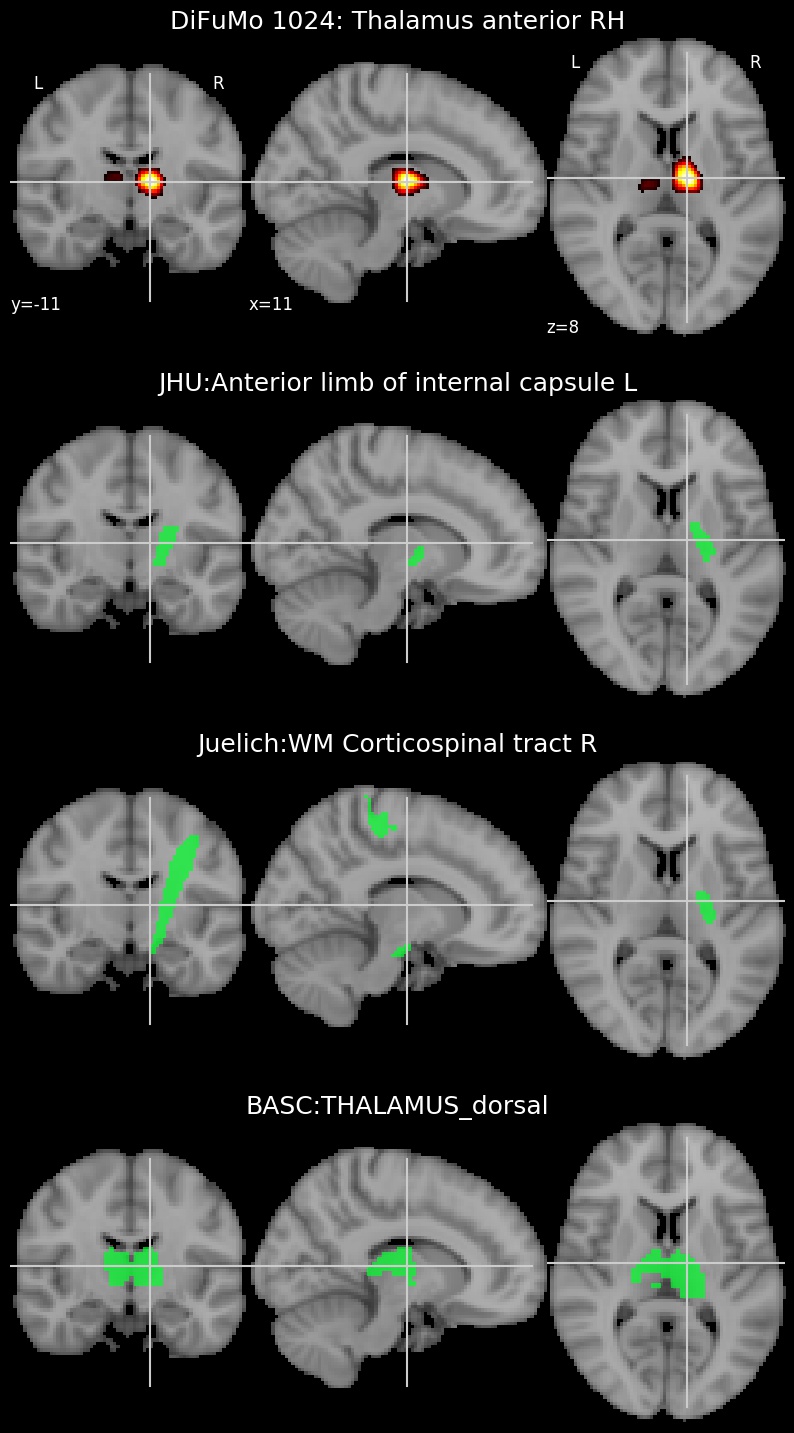 DiFuMo 1024: Thalamus anterior RH
L R L R
y=-11 x=11 z=8
JHU:Anterior limb of internal capsule L
Juelich:WM Corticospinal tract R
BASC:THALAMUS_dorsal